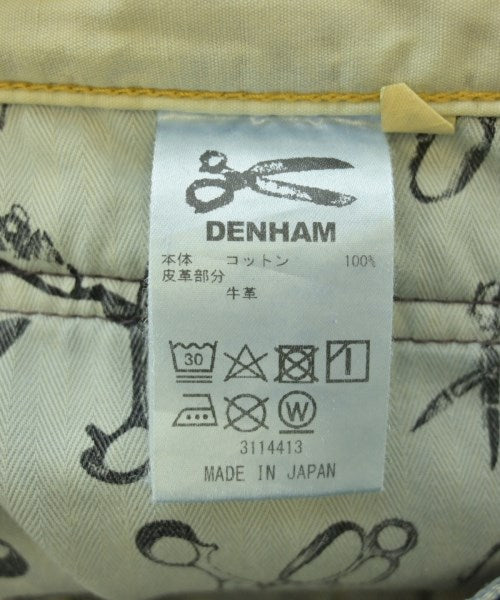 DENHAM
本体 コットン 100%
皮革部分
牛革
30
W
3114413
MADE IN JAPAN